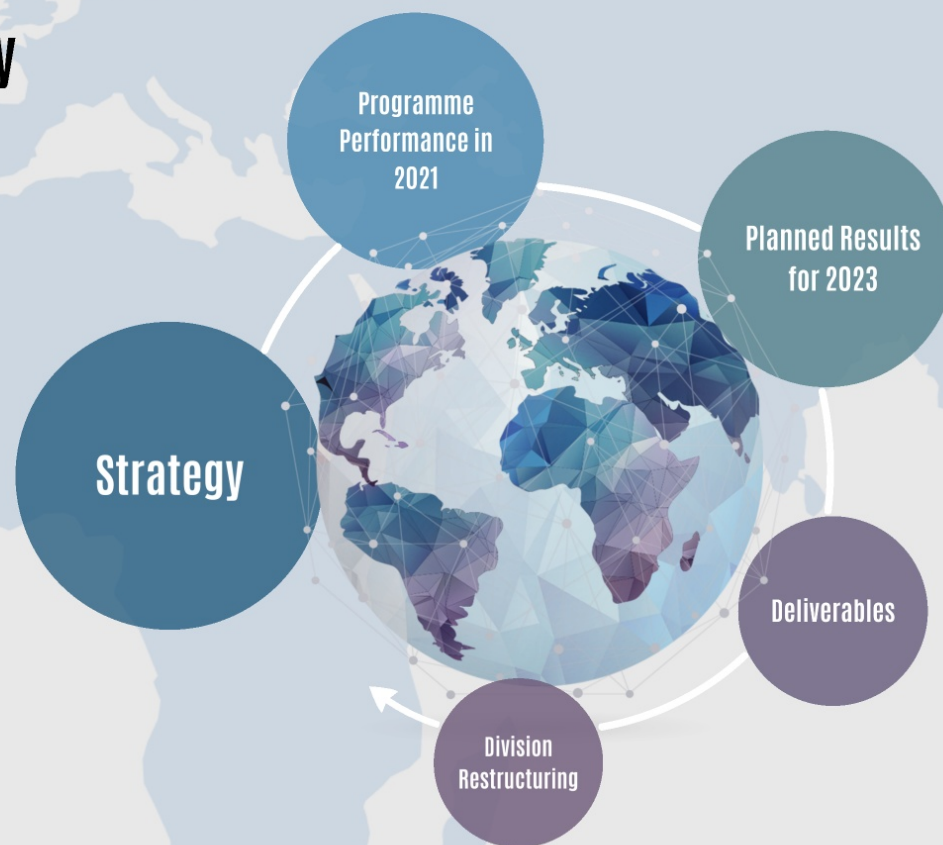 y
Programme
Performance in
2021
Planned Results
for 2023
Strategy
Deliverables
Division
Restructuring